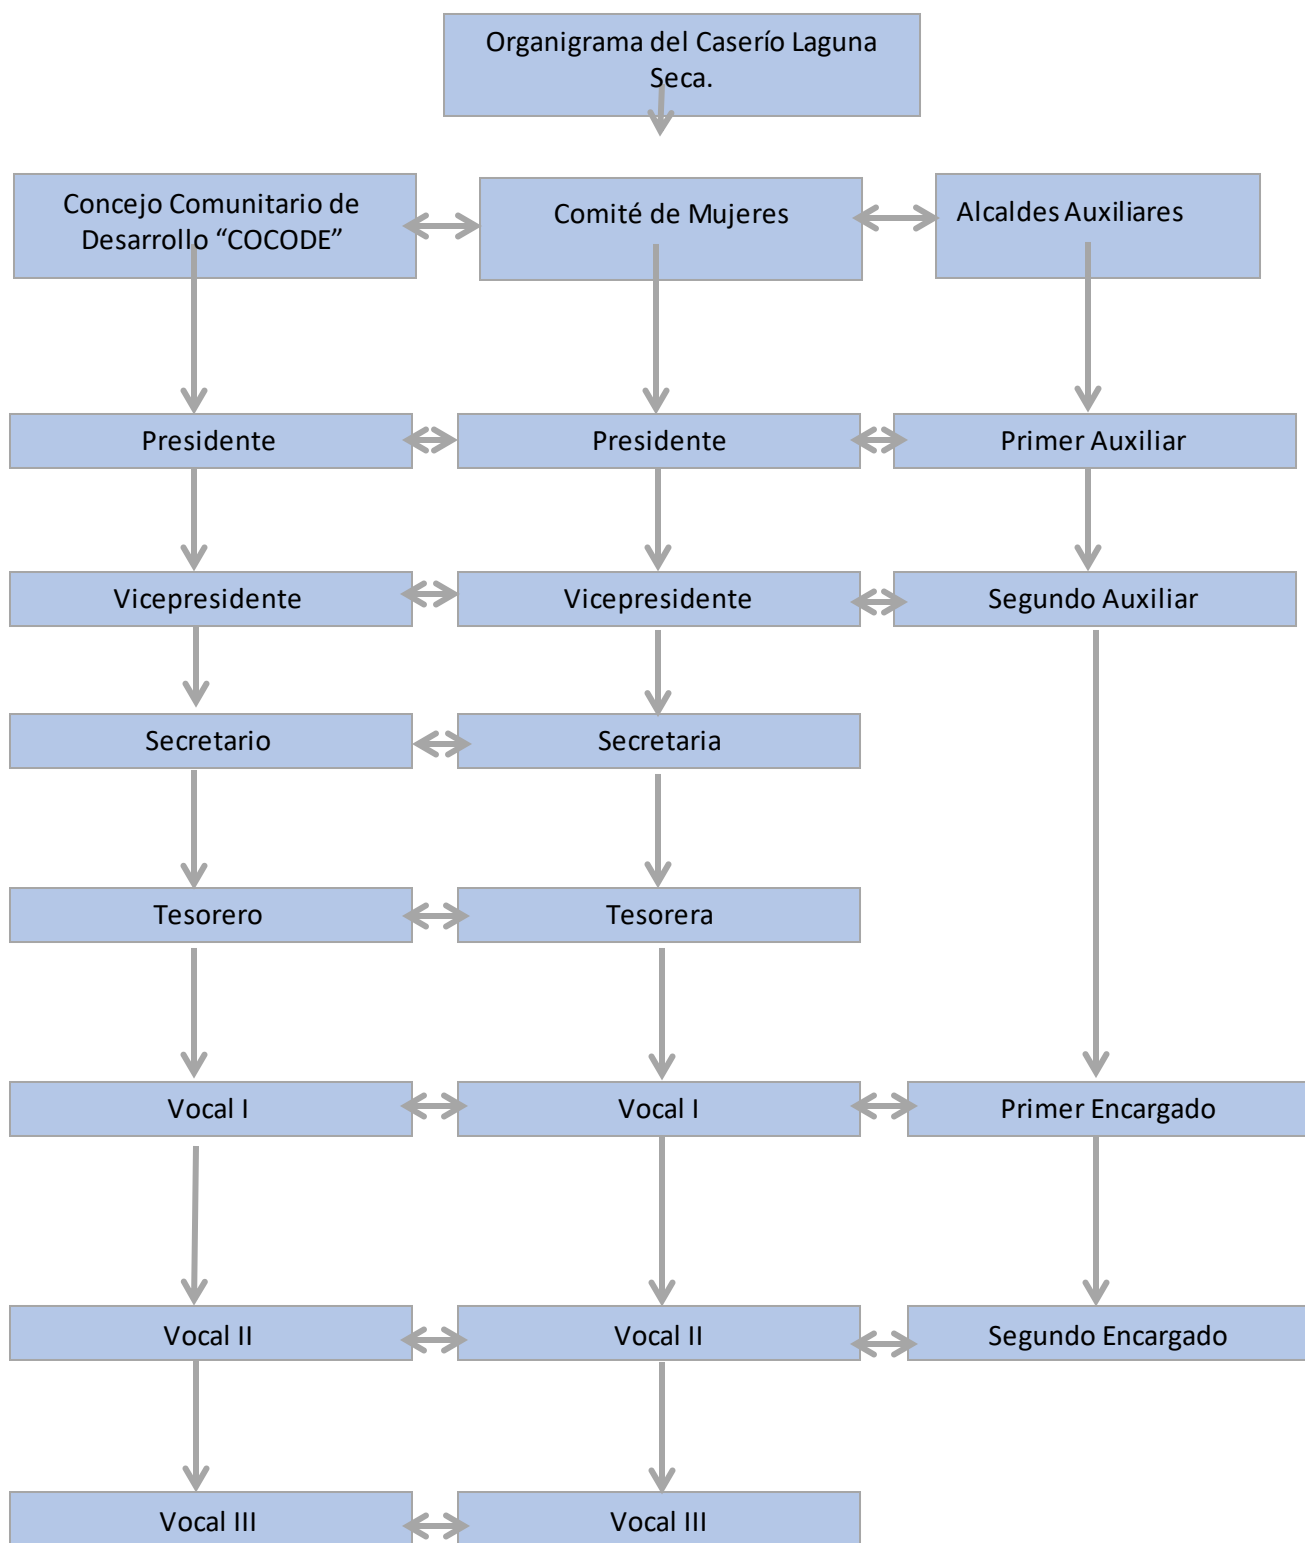 Organigrama del Caserío Laguna
Seca.
Concejo Comunitario de
Desarrollo “COCODE”
Comité de Mujeres
Alcaldes Auxiliares
Presidente
Presidente
Primer Auxiliar
Vicepresidente
Vicepresidente
Segundo Auxiliar
Secretario
Secretaria
Tesorero
Tesorera
Vocal I
Vocal I
Primer Encargado
Vocal II
Vocal II
Segundo Encargado
Vocal III
Vocal III